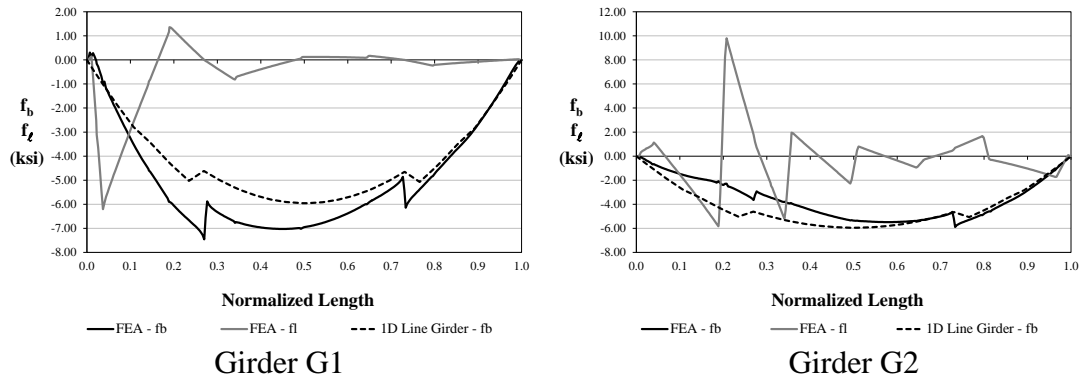 2.00
1.00
0.00
-1.00
-2.00
-3.00
-4.00
-5.00
-6.00
-7.00
-8.00
f_b
f_ℓ
(ksi)
0.0 0.1 0.2 0.3 0.4 0.5 0.6 0.7 0.8 0.9 1.0
Normalized Length
FEA - fb FEA - fl 1D Line Girder - fb
Girder G1
12.00
10.00
8.00
6.00
4.00
2.00
0.00
-2.00
-4.00
-6.00
-8.00
f_b
f_ℓ
(ksi)
0.0 0.1 0.2 0.3 0.4 0.5 0.6 0.7 0.8 0.9 1.0
Normalized Length
FEA - fb FEA - fl 1D Line Girder - fb
Girder G2